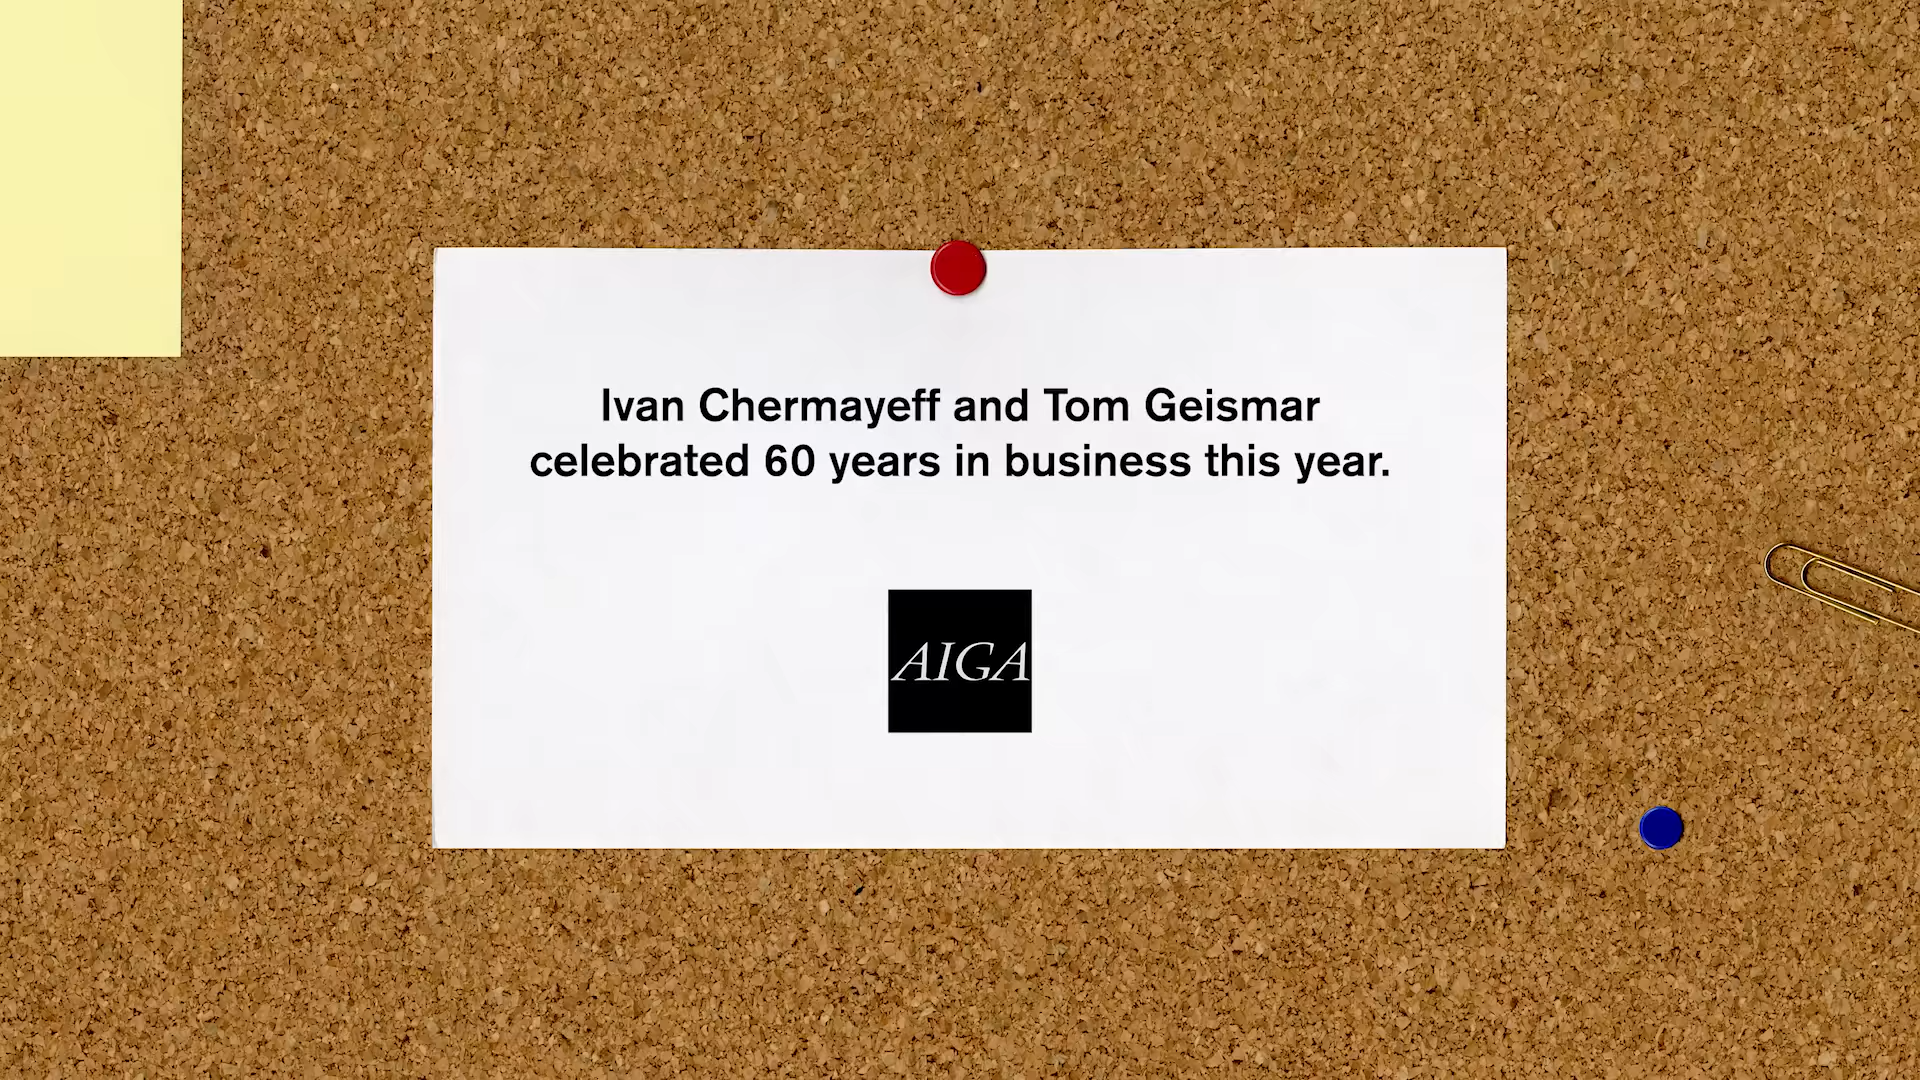 Ivan Chermayeff and Tom Geismar
celebrated 60 years in business this year.
AIGA